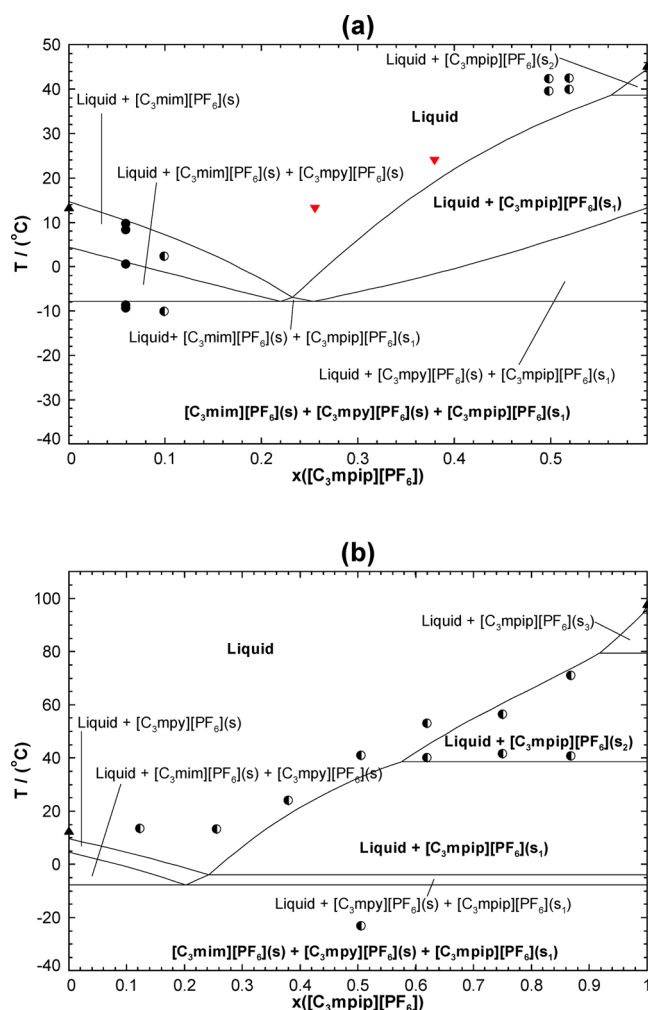 (a)
50
40
30
20
10
0
-10
-20
-30
-40
T / (°C)
Liquid + [C₃mpip][PF₆](s₂)
Liquid + [C₃mim][PF₆](s)
Liquid
Liquid + [C₃mim][PF₆](s) + [C₃mpy][PF₆](s)
Liquid + [C₃mpip][PF₆](s₁)
Liquid+ [C₃mim][PF₆](s) + [C₃mpip][PF₆](s₁)
Liquid + [C₃mpy][PF₆](s) + [C₃mpip][PF₆](s₁)
[C₃mim][PF₆](s) + [C₃mpy][PF₆](s) + [C₃mpip][PF₆](s₁)
0 0.1 0.2 0.3 0.4 0.5
x([C₃mpip][PF₆])
(b)
100
80
60
40
20
0
-20
-40
T / (°C)
Liquid + [C₃mpip][PF₆](s₃)
Liquid
Liquid + [C₃mpy][PF₆](s)
Liquid + [C₃mpip][PF₆](s₂)
Liquid + [C₃mim][PF₆](s) + [C₃mpy][PF₆](s)
Liquid + [C₃mpip][PF₆](s₁)
Liquid + [C₃mpy][PF₆](s) + [C₃mpip][PF₆](s₁)
[C₃mim][PF₆](s) + [C₃mpy][PF₆](s) + [C₃mpip][PF₆](s₁)
0 0.1 0.2 0.3 0.4 0.5 0.6 0.7 0.8 0.9 1
x([C₃mpip][PF₆])